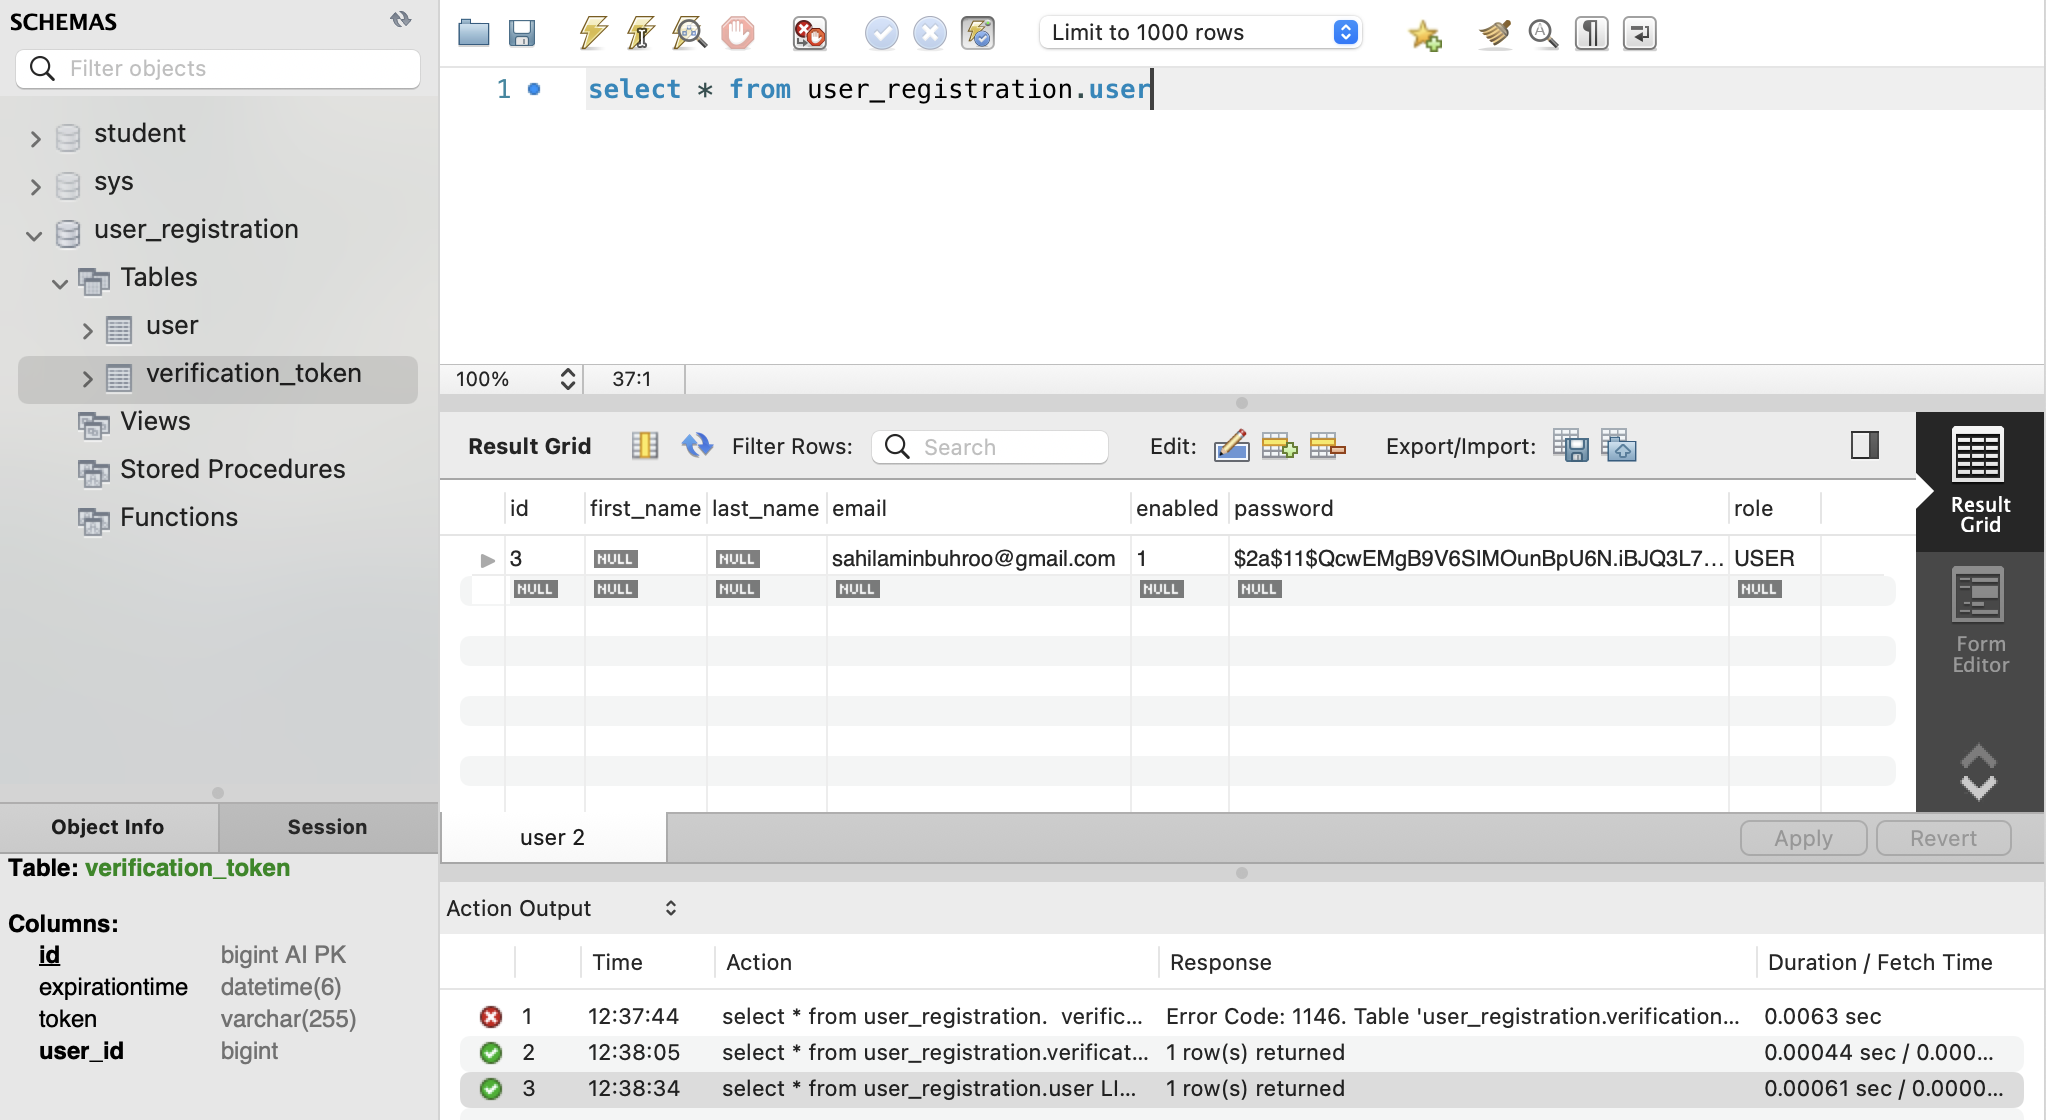 SCHEMAS
Filter objects
student
sys
user_registration
Tables
user
verification_token
Views
Stored Procedures
Functions
Object Info
Session
Table: verification_token
Columns:
id bigint AI PK
expirationtime datetime(6)
token varchar(255)
user_id bigint
Limit to 1000 rows
1 select * from user_registration.user
100% 37:1
Result Grid Filter Rows: Search Edit: Export/Import:
id first_name last_name email enabled password role
3 NULL NULL sahilaminbuhroo@gmail.com 1 $2a$11$QcwEMgB9V6SIMOunBpU6N.iBJQ3L7... USER
NULL NULL NULL NULL NULL NULL NULL
Result
Grid
Form
Editor
user 2
Apply Revert
Action Output
Time Action Response Duration / Fetch Time
1 12:37:44 select * from user_registration. verific... Error Code: 1146. Table 'user_registration.verification... 0.0063 sec
2 12:38:05 select * from user_registration.verificat... 1 row(s) returned 0.00044 sec / 0.000...
3 12:38:34 select * from user_registration.user LI... 1 row(s) returned 0.00061 sec / 0.0000...